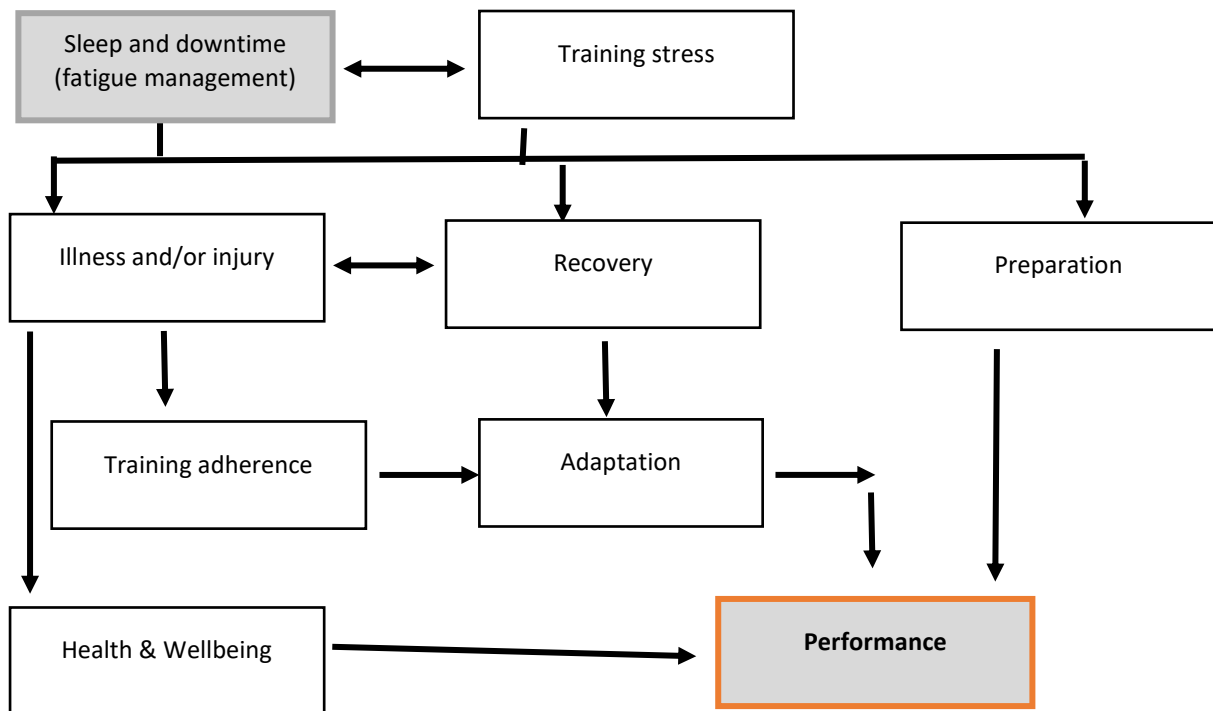 Sleep and downtime
(fatigue management)
Training stress
Illness and/or injury
Recovery
Preparation
Training adherence
Adaptation
Health & Wellbeing
Performance